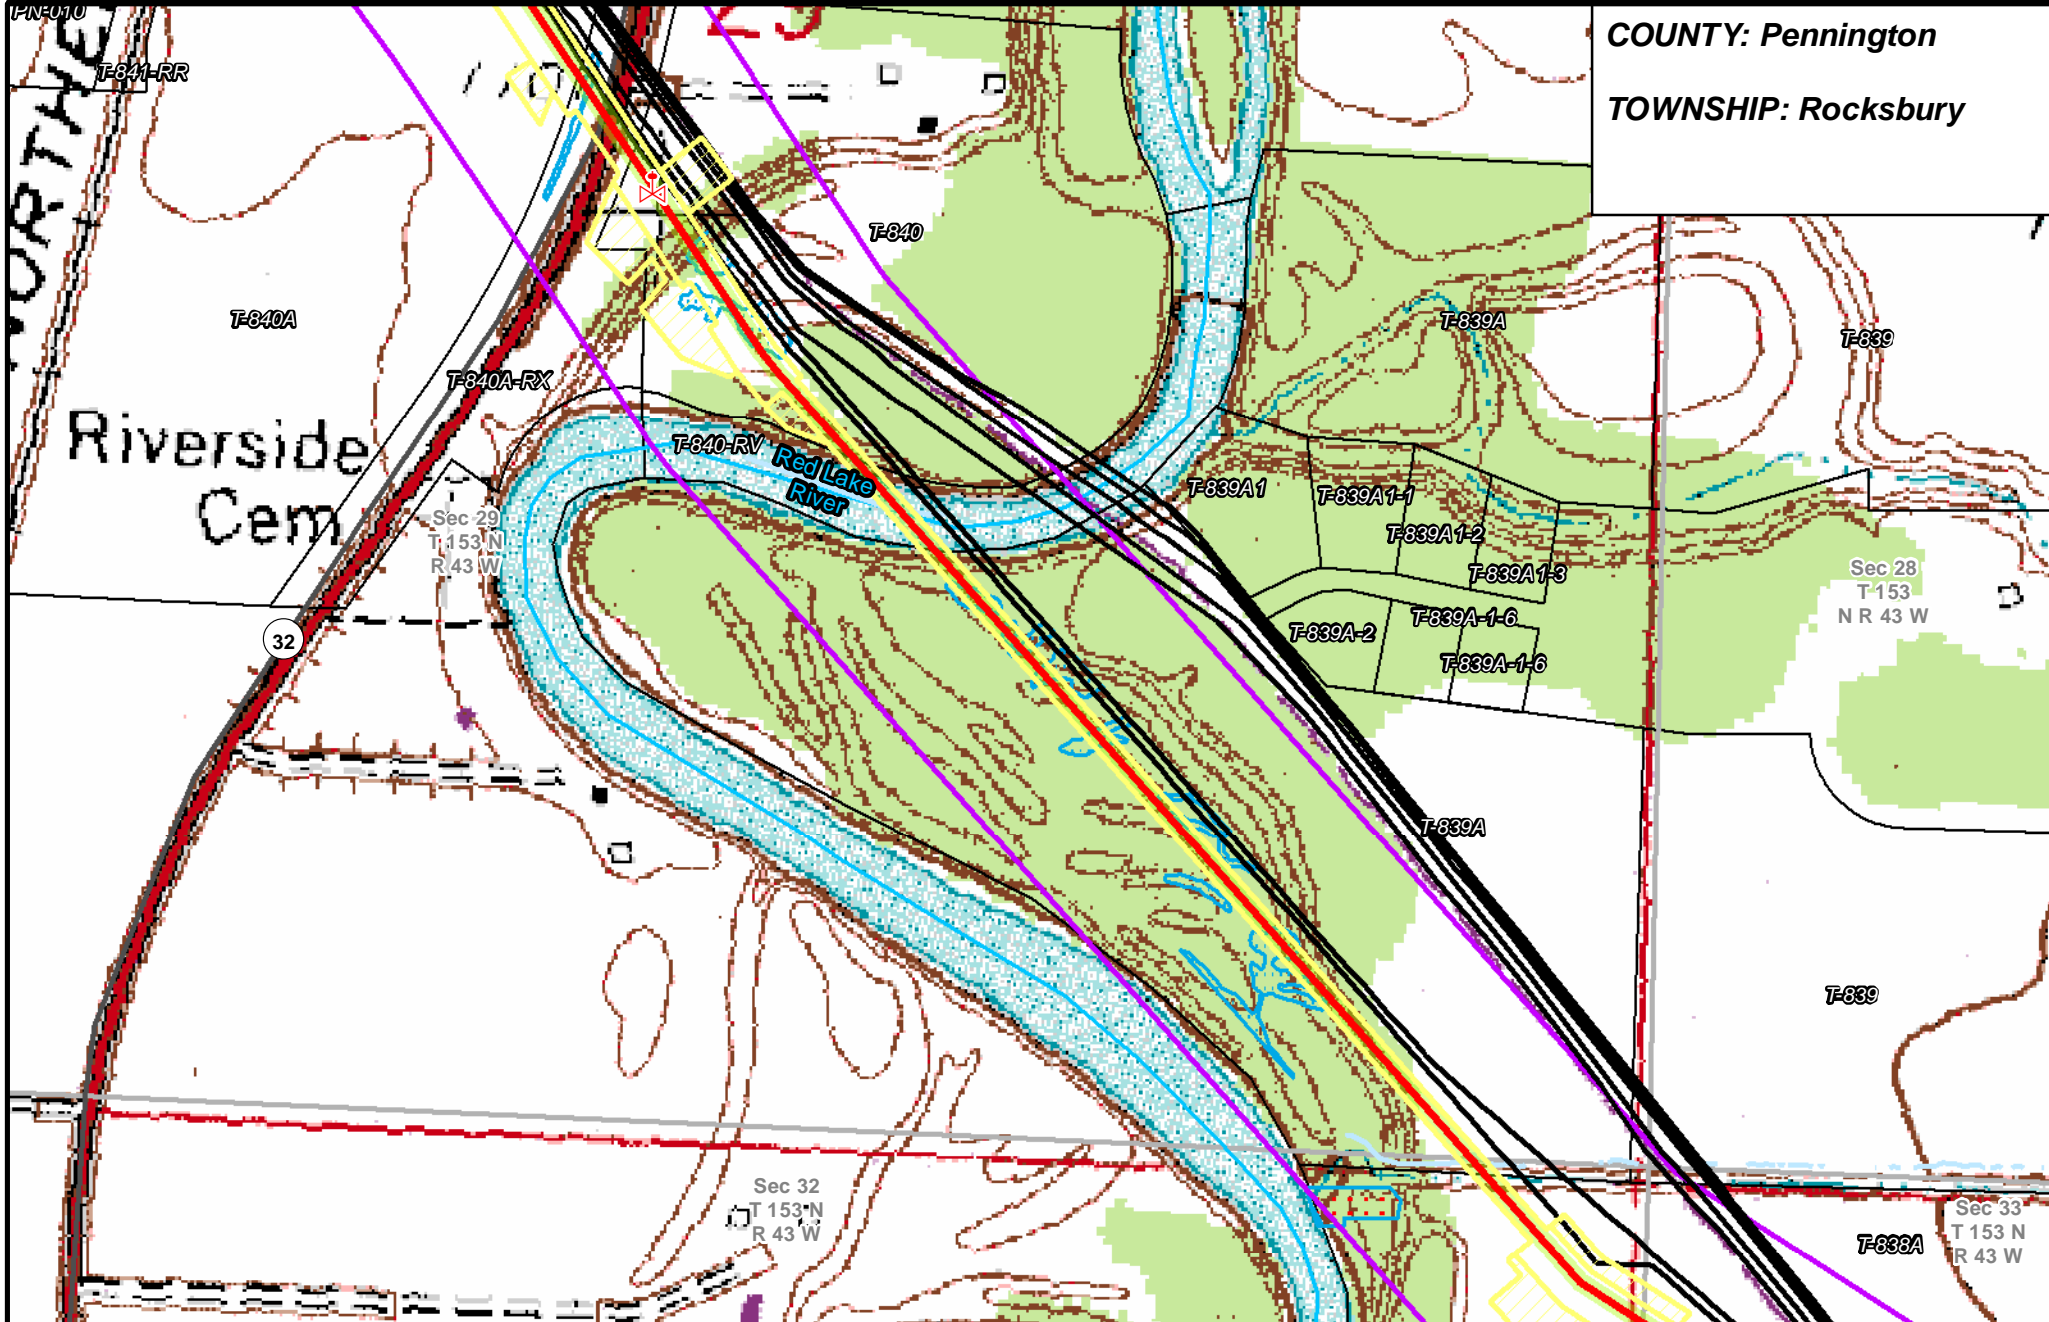 PN-010
COUNTY: Pennington
TOWNSHIP: Rocksbury
T-841-RR
T-840
T-840A
T-839A
T-839
T-840A-RX
Riverside
Cem
T-840-RV
Red Lake
River
T-839A1
T-839A1-1
T-839A1-2
T-839A1-3
Sec 29
T 153 N
R 43 W
Sec 28
T 153
N R 43 W
32
T-839A-2
T-839A-1-6
T-839A-1-6
T-839A
T-839
Sec 32
T 153 N
R 43 W
Sec 33
T 153 N
R 43 W
T-838A